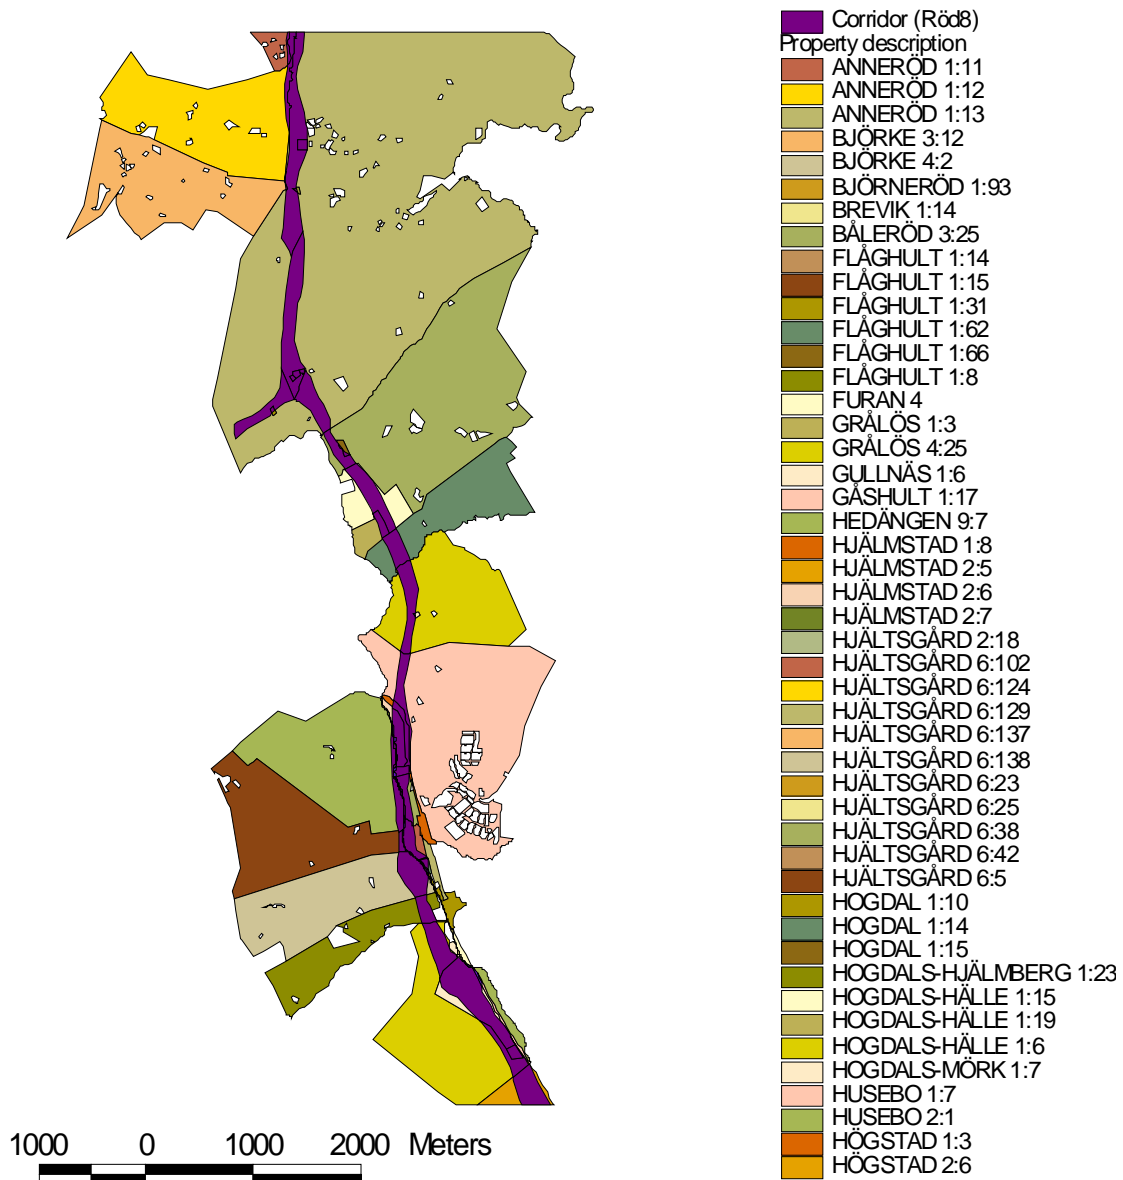 Corridor (Röd8)
Property description
ANNERÖD 1:11
ANNERÖD 1:12
ANNERÖD 1:13
BJÖRKE 3:12
BJÖRKE 4:2
BJÖRNERÖD 1:93
BREVIK 1:14
BÅLERÖD 3:25
FLÅGHULT 1:14
FLÅGHULT 1:15
FLÅGHULT 1:31
FLÅGHULT 1:62
FLÅGHULT 1:66
FLÅGHULT 1:8
FURAN 4
GRÅLÖS 1:3
GRÅLÖS 4:25
GULLNÄS 1:6
GÅSHULT 1:17
HEDÄNGEN 9:7
HJÄLMSTAD 1:8
HJÄLMSTAD 2:5
HJÄLMSTAD 2:6
HJÄLMSTAD 2:7
HJÄLTSGÅRD 2:18
HJÄLTSGÅRD 6:102
HJÄLTSGÅRD 6:124
HJÄLTSGÅRD 6:129
HJÄLTSGÅRD 6:137
HJÄLTSGÅRD 6:138
HJÄLTSGÅRD 6:23
HJÄLTSGÅRD 6:25
HJÄLTSGÅRD 6:38
HJÄLTSGÅRD 6:42
HJÄLTSGÅRD 6:5
HOGDAL 1:10
HOGDAL 1:14
HOGDAL 1:15
HOGDALS-HJÄLMBERG 1:23
HOGDALS-HÄLLE 1:15
HOGDALS-HÄLLE 1:19
HOGDALS-HÄLLE 1:6
HOGDALS-MÖRK 1:7
HUSEBO 1:7
HUSEBO 2:1
HÖGSTAD 1:3
HÖGSTAD 2:6
1000 0 1000 2000 Meters